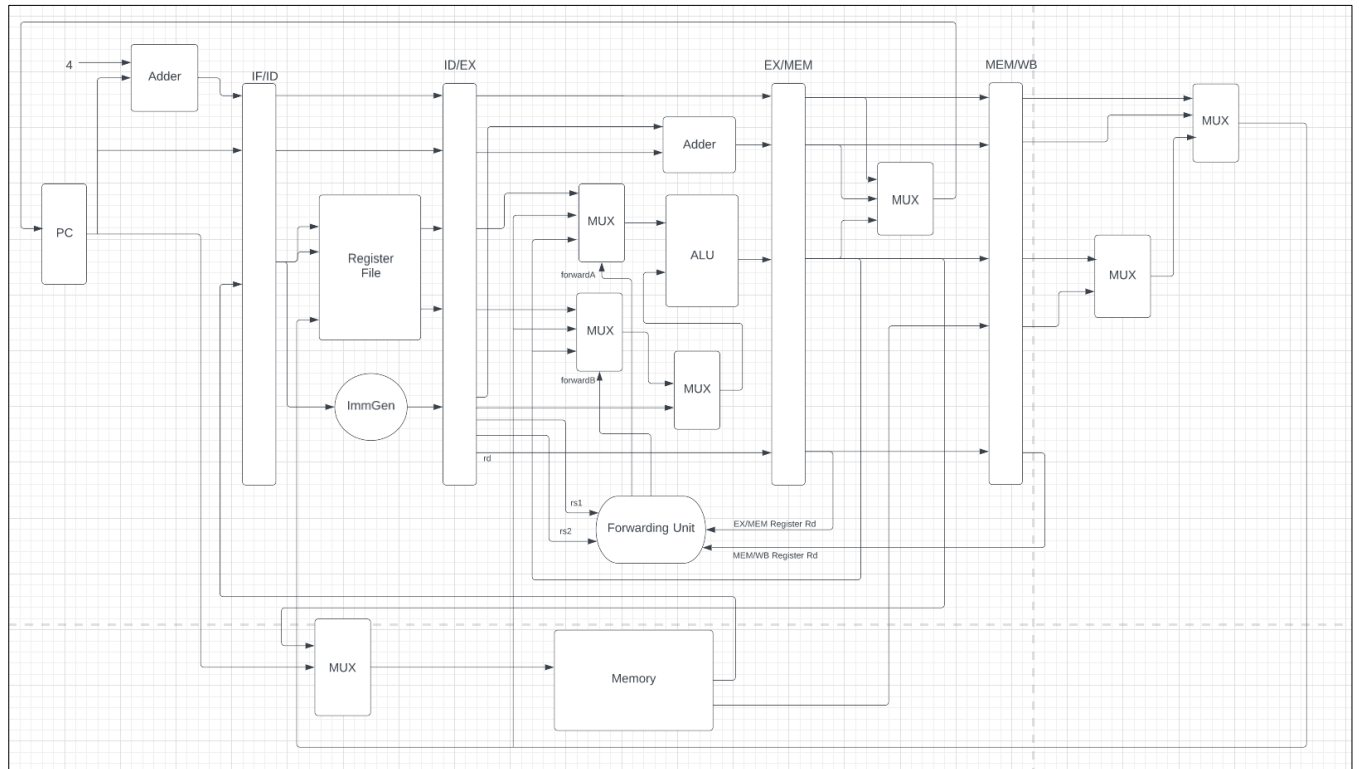 4
Adder
IF/ID
ID/EX
EX/MEM
MEM/WB
MUX
Adder
PC
Register
File
MUX
ALU
MUX
forwardA
MUX
MUX
forwardB
MUX
ImmGen
rd
rs1
rs2
Forwarding Unit
EX/MEM Register Rd
MEM/WB Register Rd
MUX
Memory